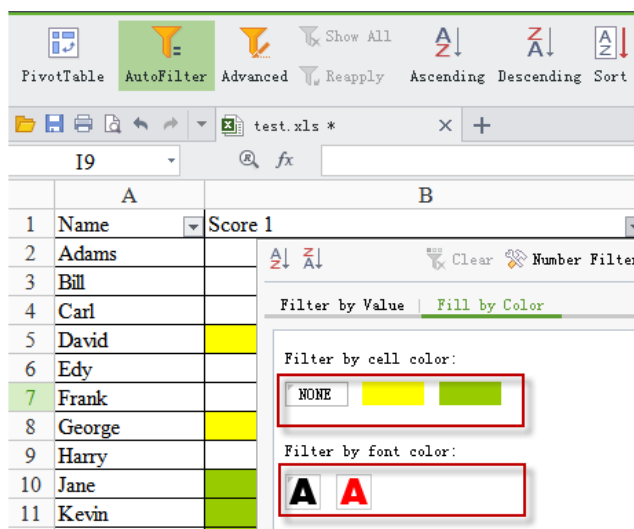 Show All
PivotTable AutoFilter Advanced Reapply Ascending Descending Sort
test.xls *
I9 fx
A B
1 Name Score 1
2 Adams
Clear Number Filter
3 Bill
4 Carl
Filter by Value | Fill by Color
5 David
Filter by cell color:
6 Edy
7 Frank
NONE
8 George
9 Harry
Filter by font color:
10 Jane
A A
11 Kevin